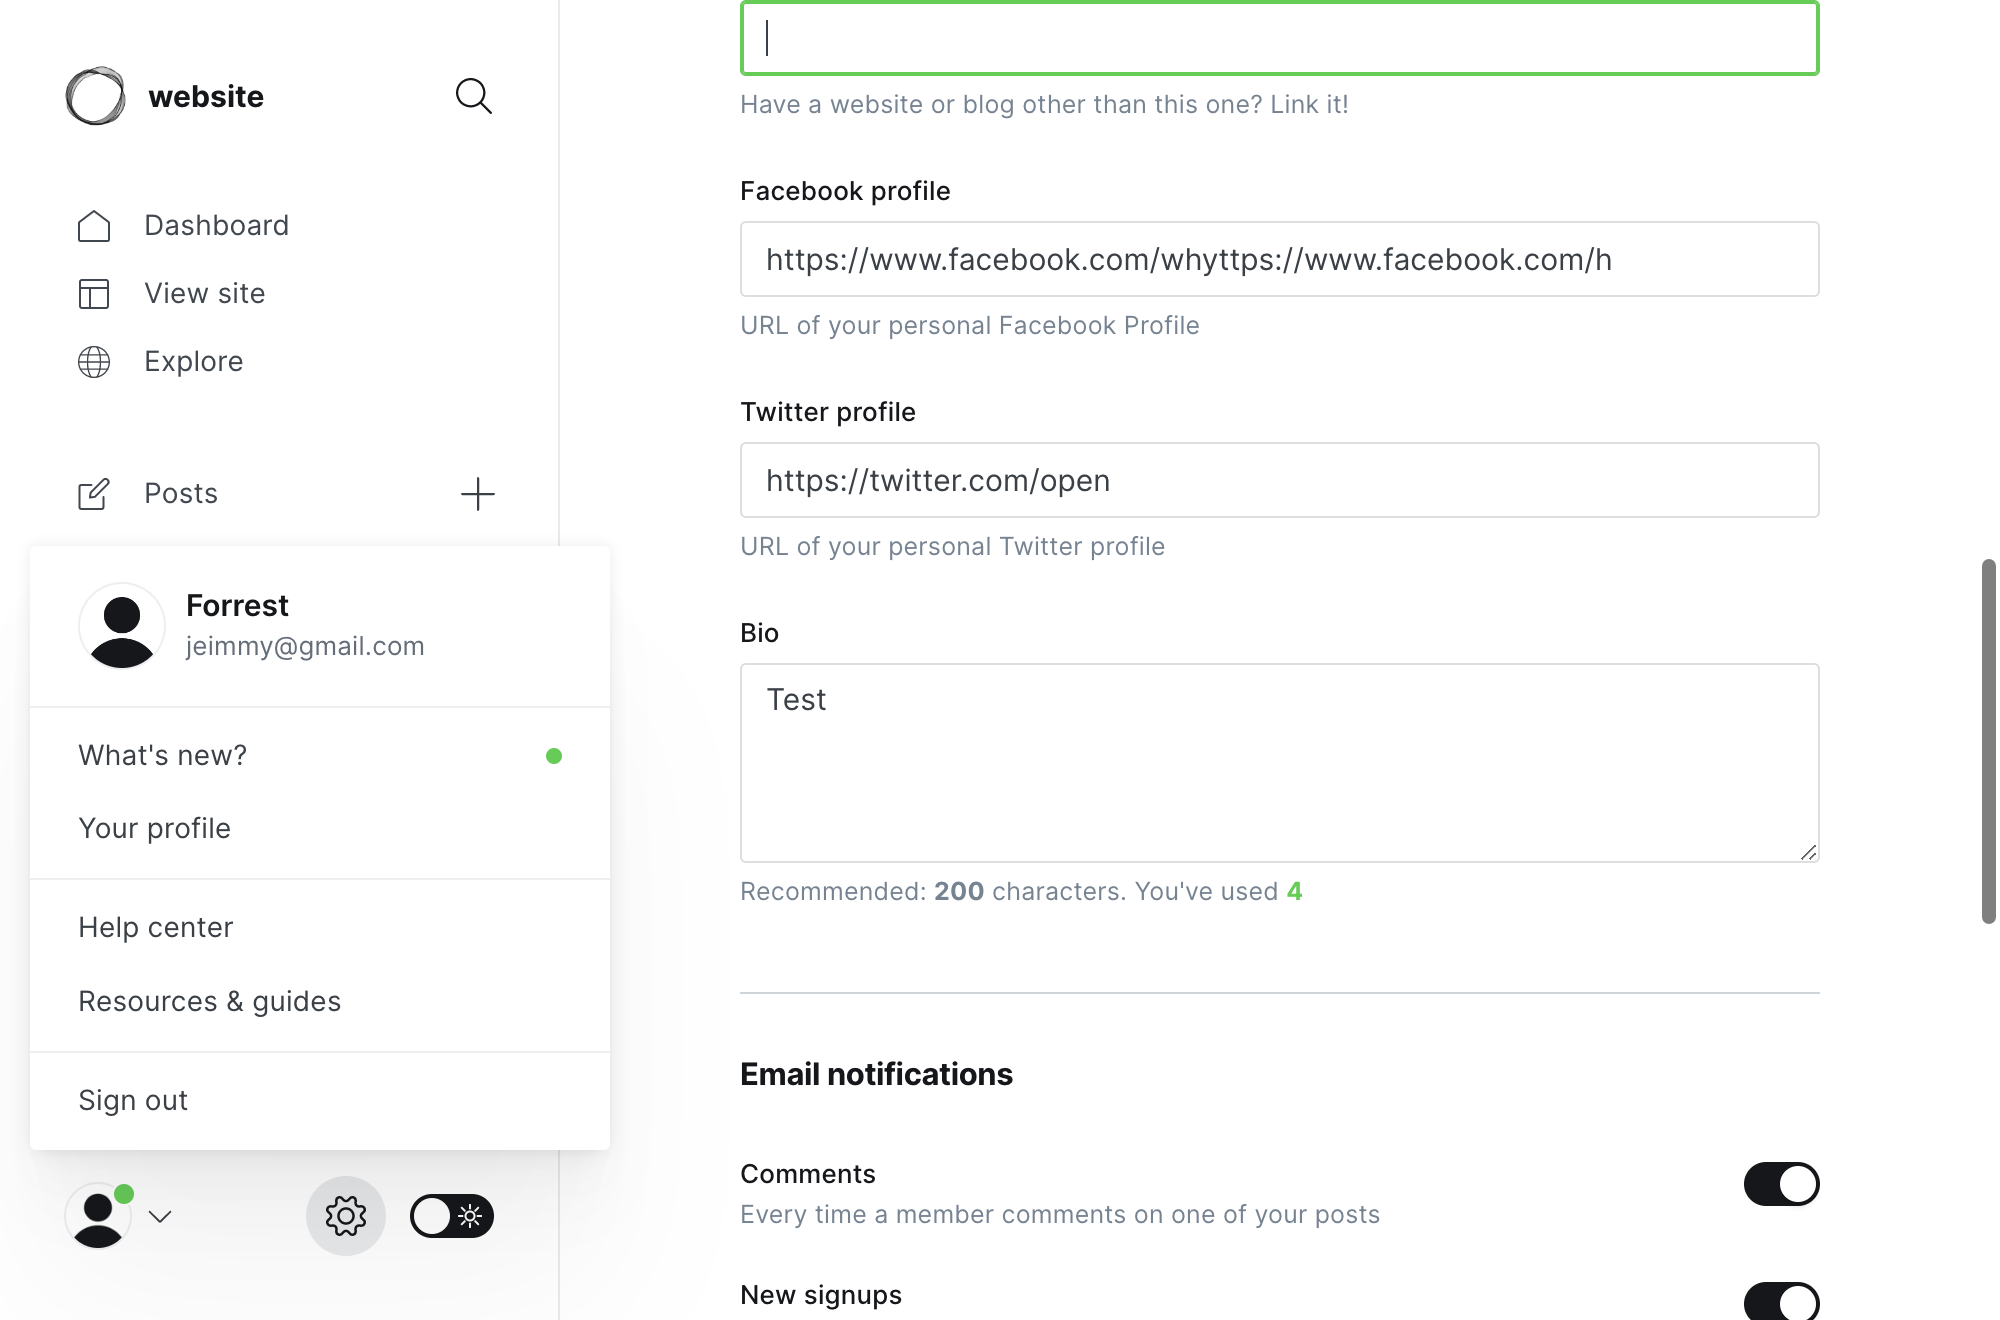 website
Dashboard
View site
Explore
Posts
Forrest
jeimmy@gmail.com
What's new?
Your profile
Help center
Resources & guides
Sign out
Have a website or blog other than this one? Link it!
Facebook profile
https://www.facebook.com/whyttps://www.facebook.com/h
URL of your personal Facebook Profile
Twitter profile
https://twitter.com/open
URL of your personal Twitter profile
Bio
Test
Recommended: 200 characters. You've used 4
Email notifications
Comments
Every time a member comments on one of your posts
New signups